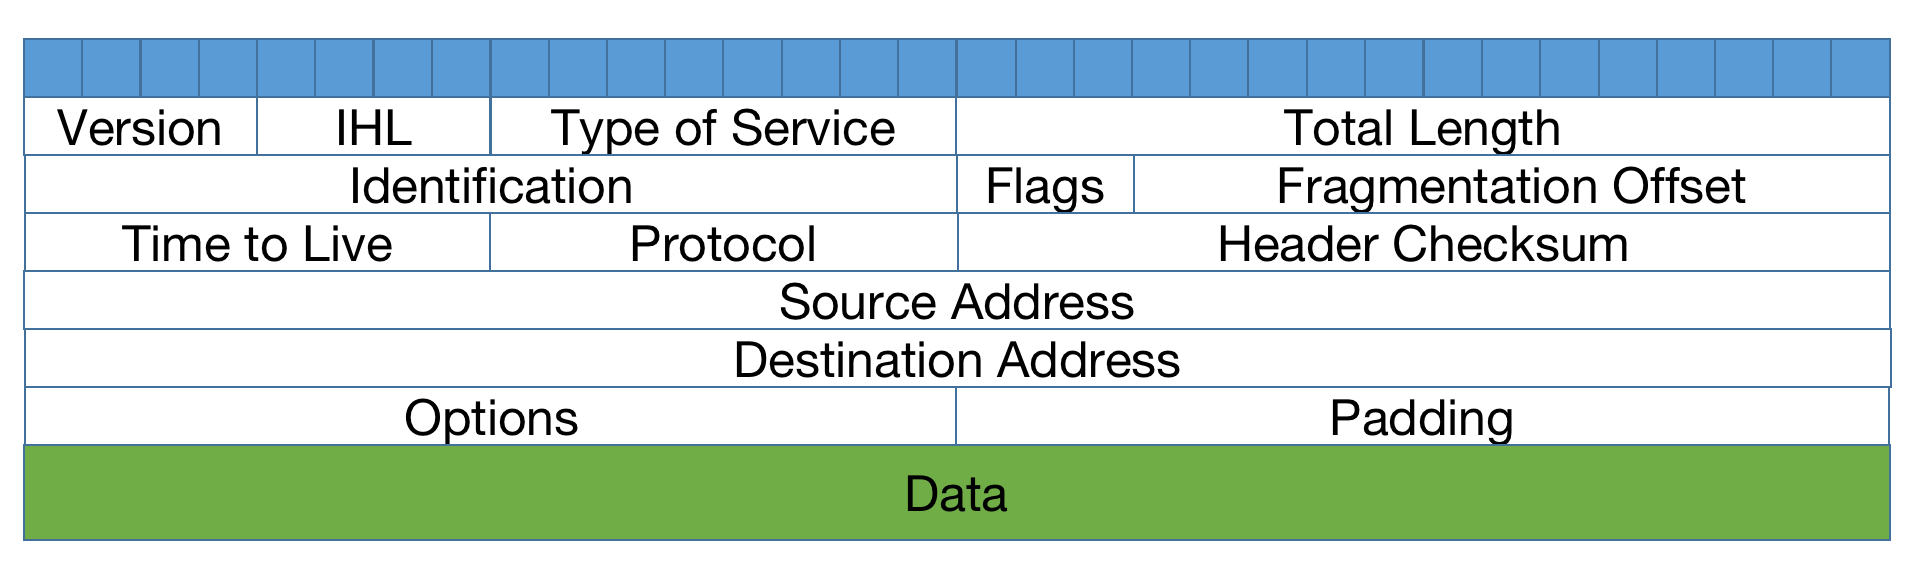 Version IHL Type of Service Total Length
Identification Flags Fragmentation Offset
Time to Live Protocol Header Checksum
Source Address
Destination Address
Options Padding
Data